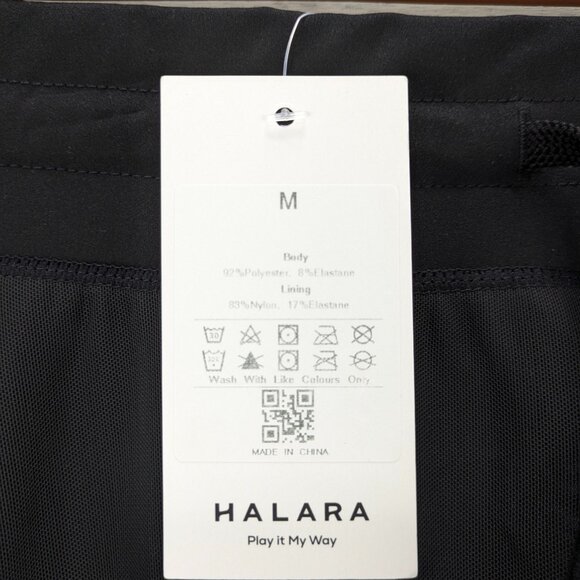 M
Body
92%Polyester, 8%Elastane
Lining
83%Nylon, 17%Elastane
30
Wash With Like Colours Only
MADE IN CHINA
HALARA
Play it My Way